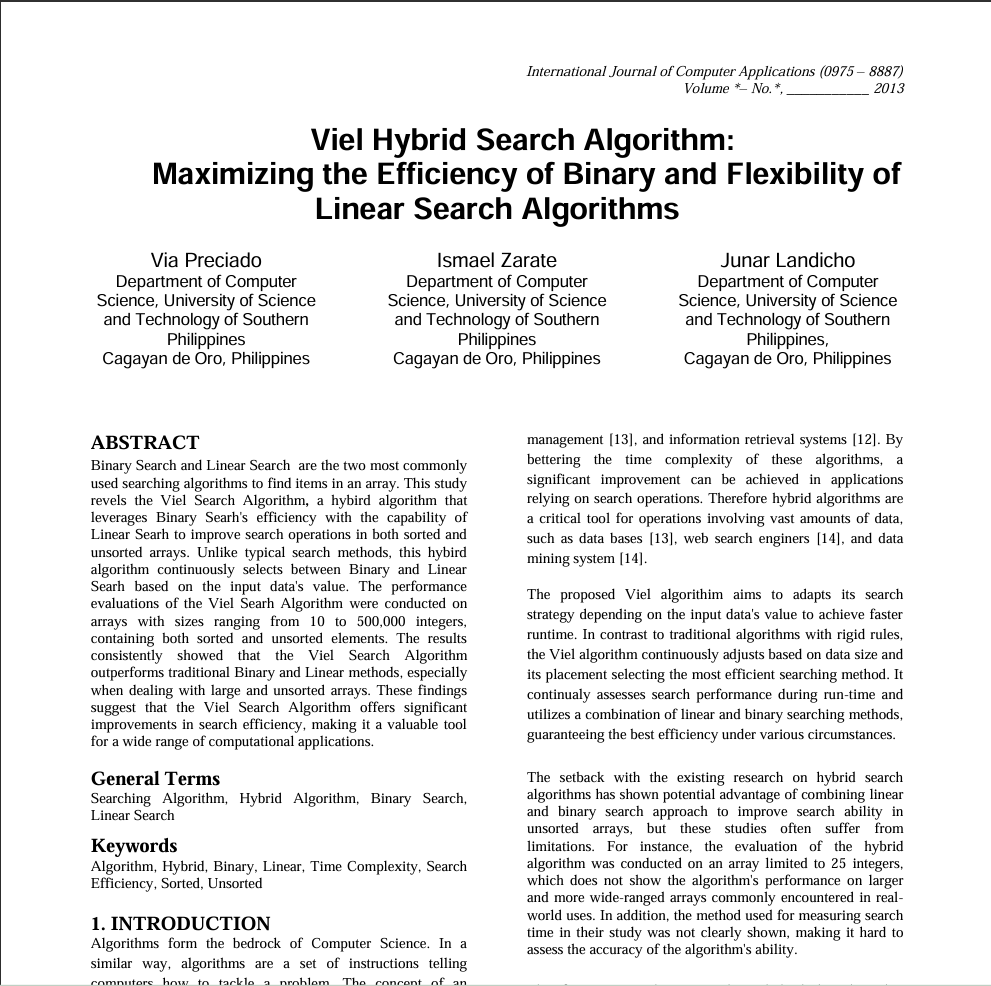 International Journal of Computer Applications (0975 – 8887)
Volume *– No.*, ___________ 2013
Viel Hybrid Search Algorithm:
Maximizing the Efficiency of Binary and Flexibility of
Linear Search Algorithms
Via Preciado
Department of Computer
Science, University of Science
and Technology of Southern
Philippines
Cagayan de Oro, Philippines
Ismael Zarate
Department of Computer
Science, University of Science
and Technology of Southern
Philippines
Cagayan de Oro, Philippines
Junar Landicho
Department of Computer
Science, University of Science
and Technology of Southern
Philippines,
Cagayan de Oro, Philippines
ABSTRACT
Binary Search and Linear Search are the two most commonly
used searching algorithms to find items in an array. This study
revels the Viel Search Algorithm, a hybird algorithm that
leverages Binary Searh's efficiency with the capability of
Linear Searh to improve search operations in both sorted and
unsorted arrays. Unlike typical search methods, this hybird
algorithm continuously selects between Binary and Linear
Searh based on the input data's value. The performance
evaluations of the Viel Searh Algorithm were conducted on
arrays with sizes ranging from 10 to 500,000 integers,
containing both sorted and unsorted elements. The results
consistently showed that the Viel Search Algorithm
outperforms traditional Binary and Linear methods, especially
when dealing with large and unsorted arrays. These findings
suggest that the Viel Search Algorithm offers significant
improvements in search efficiency, making it a valuable tool
for a wide range of computational applications.
General Terms
Searching Algorithm, Hybrid Algorithm, Binary Search,
Linear Search
Keywords
Algorithm, Hybrid, Binary, Linear, Time Complexity, Search
Efficiency, Sorted, Unsorted
1. INTRODUCTION
Algorithms form the bedrock of Computer Science. In a
similar way, algorithms are a set of instructions telling
computers how to tackle a problem. The concept of an
management [13], and information retrieval systems [12]. By
bettering the time complexity of these algorithms, a
significant improvement can be achieved in applications
relying on search operations. Therefore hybrid algorithms are
a critical tool for operations involving vast amounts of data,
such as data bases [13], web search enginers [14], and data
mining system [14].
The proposed Viel algorithim aims to adapts its search
strategy depending on the input data's value to achieve faster
runtime. In contrast to traditional algorithms with rigid rules,
the Viel algorithm continuously adjusts based on data size and
its placement selecting the most efficient searching method. It
continualy assesses search performance during run-time and
utilizes a combination of linear and binary searching methods,
guaranteeing the best efficiency under various circumstances.
The setback with the existing research on hybrid search
algorithms has shown potential advantage of combining linear
and binary search approach to improve search ability in
unsorted arrays, but these studies often suffer from
limitations. For instance, the evaluation of the hybrid
algorithm was conducted on an array limited to 25 integers,
which does not show the algorithm's performance on larger
and more wide-ranged arrays commonly encountered in real-
world uses. In addition, the method used for measuring search
time in their study was not clearly shown, making it hard to
assess the accuracy of the algorithm's ability.